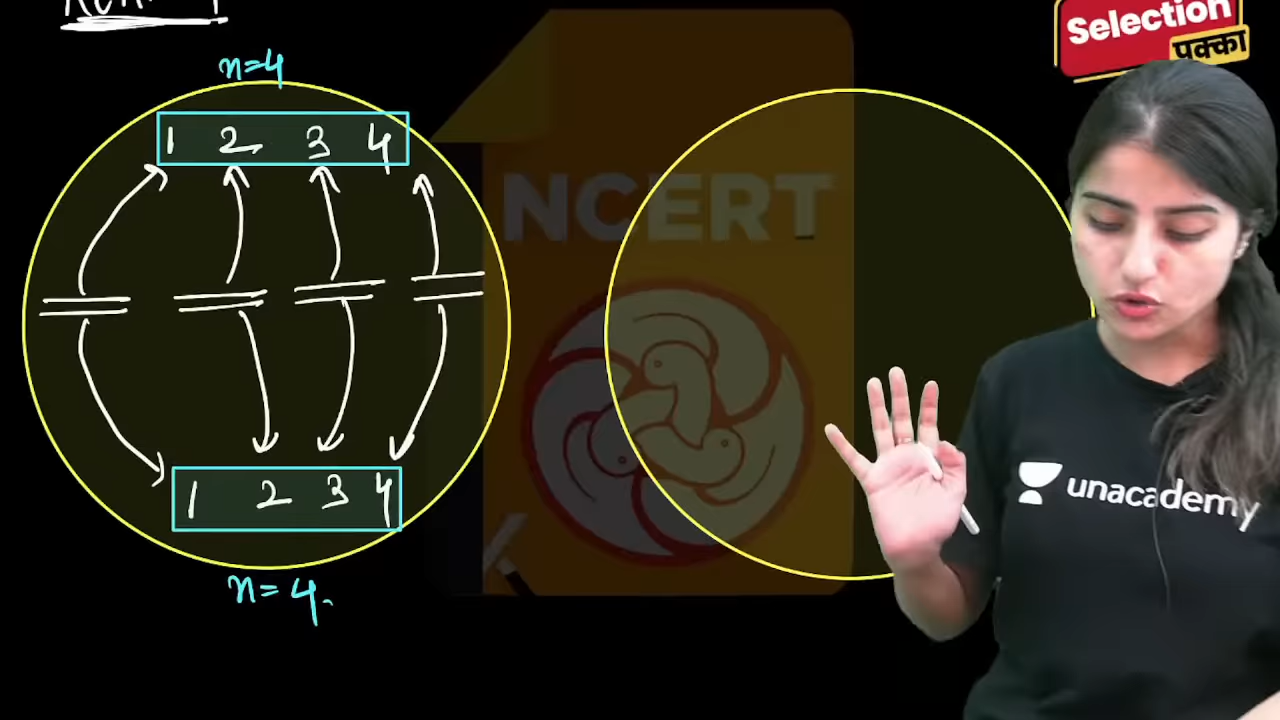 Selection
पक्का
n=4
1 2 3 4
NCERT
1 2 3 4
n=4
unacademy